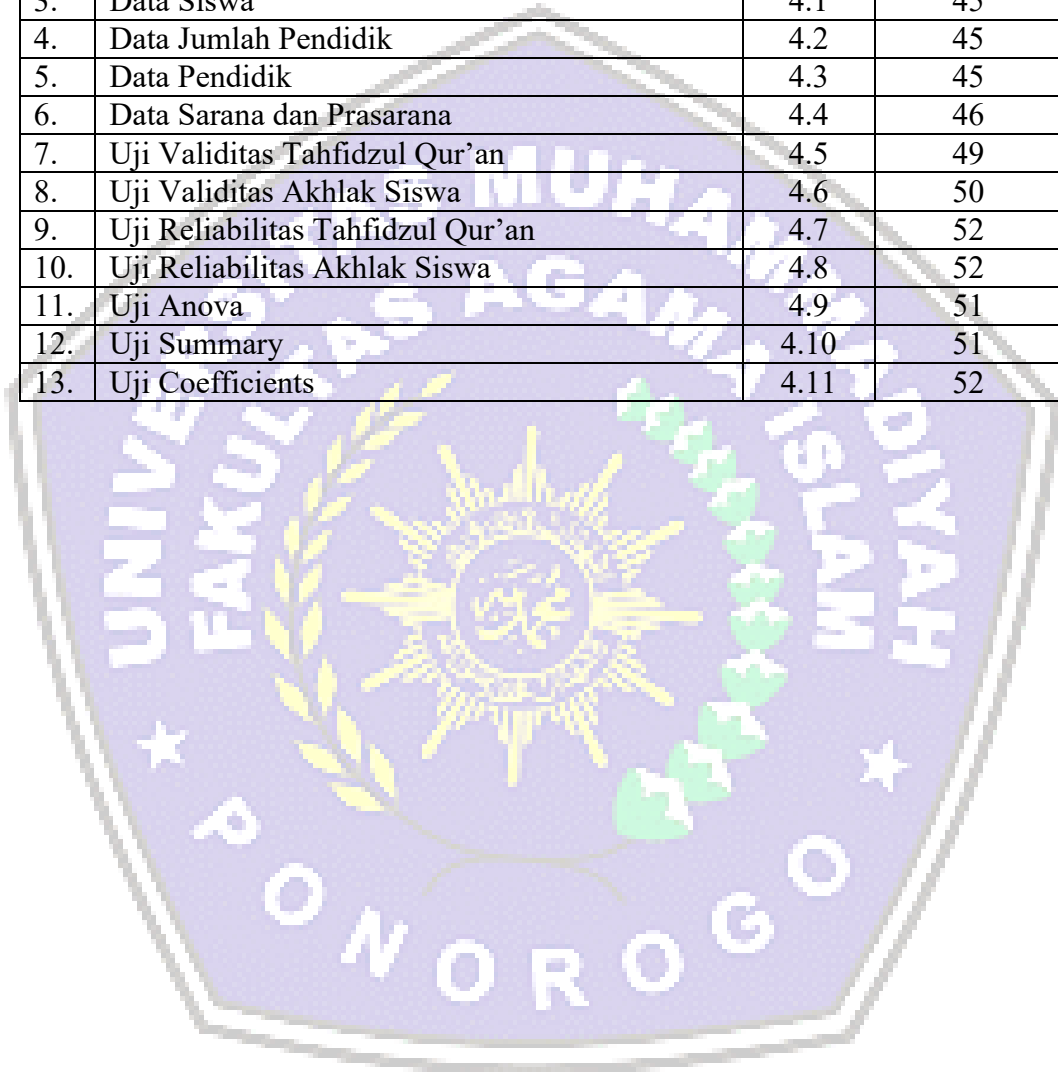 3. Data Siswa 4.1 45
4. Data Jumlah Pendidik 4.2 45
5. Data Pendidik 4.3 45
6. Data Sarana dan Prasarana 4.4 46
7. Uji Validitas Tahfidzul Qur’an 4.5 49
8. Uji Validitas Akhlak Siswa 4.6 50
9. Uji Reliabilitas Tahfidzul Qur’an 4.7 52
10. Uji Reliabilitas Akhlak Siswa 4.8 52
11. Uji Anova 4.9 51
12. Uji Summary 4.10 51
13. Uji Coefficients 4.11 52
UNIVERSITAS MUHAMMADIYAH
FAKULTAS AGAMA ISLAM
PONOROGO